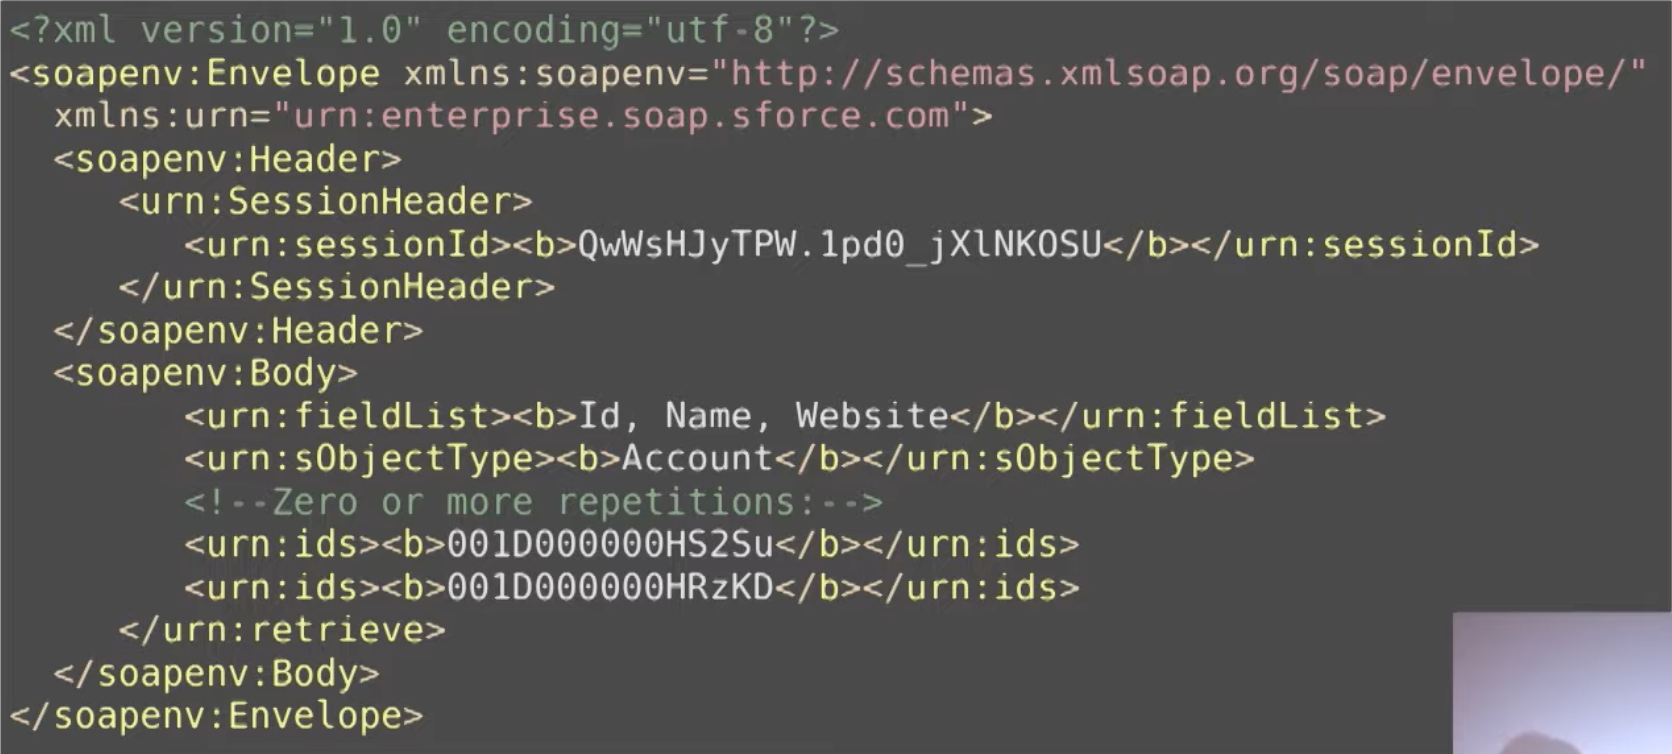 <?xml version="1.0" encoding="utf-8"?>
<soapenv:Envelope xmlns:soapenv="http://schemas.xmlsoap.org/soap/envelope/"
xmlns:urn="urn:enterprise.soap.sforce.com">
<soapenv:Header>
<urn:SessionHeader>
<urn:sessionId><b>QwWsHJyTPW.1pd0_jXlNKOSU</b></urn:sessionId>
</urn:SessionHeader>
</soapenv:Header>
<soapenv:Body>
<urn:fieldList><b>Id, Name, Website</b></urn:fieldList>
<urn:sObjectType><b>Account</b></urn:sObjectType>
<!--Zero or more repetitions:-->
<urn:ids><b>001D000000HS2Su</b></urn:ids>
<urn:ids><b>001D000000HRzKD</b></urn:ids>
</urn:retrieve>
</soapenv:Body>
</soapenv:Envelope>